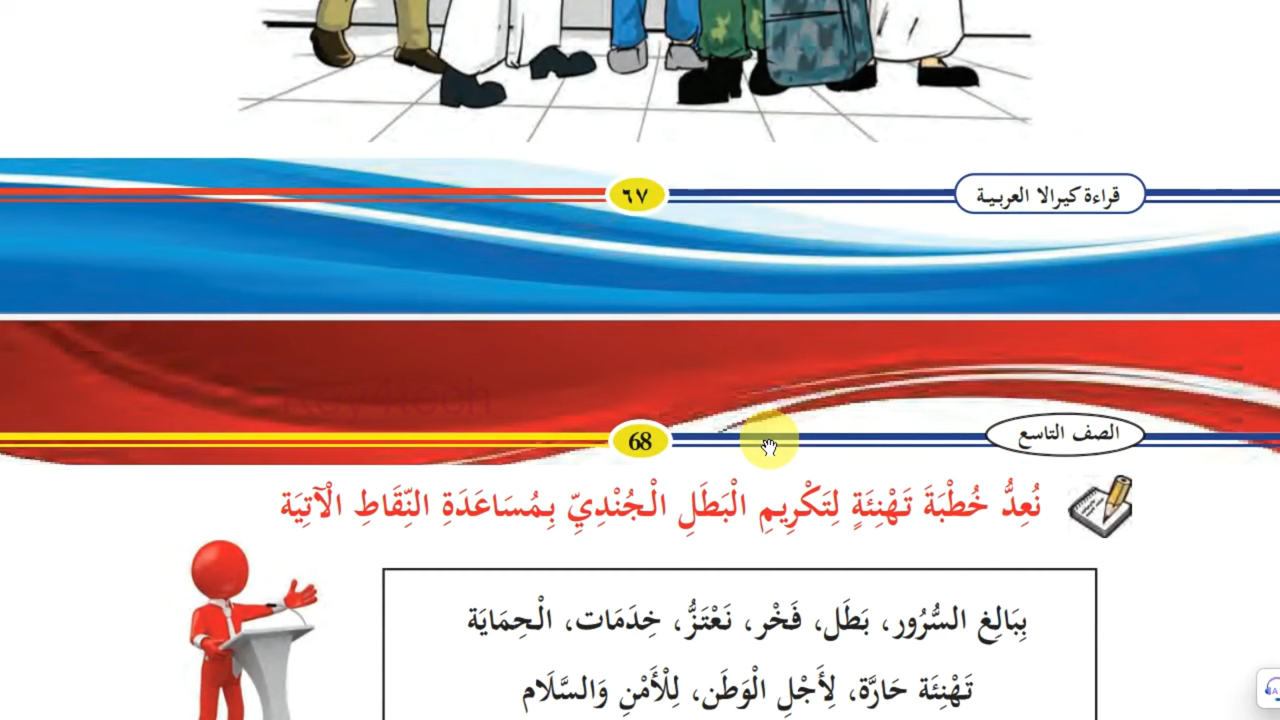 قراءة كيرالا العربية
٦٧
الصف التاسع
68
نُعِدُّ خُطْبَةَ تَهْنِئَةٍ لِتَكْرِيمِ الْبَطَلِ الْجُنْدِيِّ بِمُسَاعَدَةِ النِّقَاطِ الْآتِيَة
بِبَالِغِ السُّرُور، بَطَل، فَخْر، نَعْتَزُّ، خِدَمَات، الْحِمَايَة
تَهْنِئَة حَارَّة، لِأَجْلِ الْوَطَن، لِلْأَمْنِ وَالسَّلَام